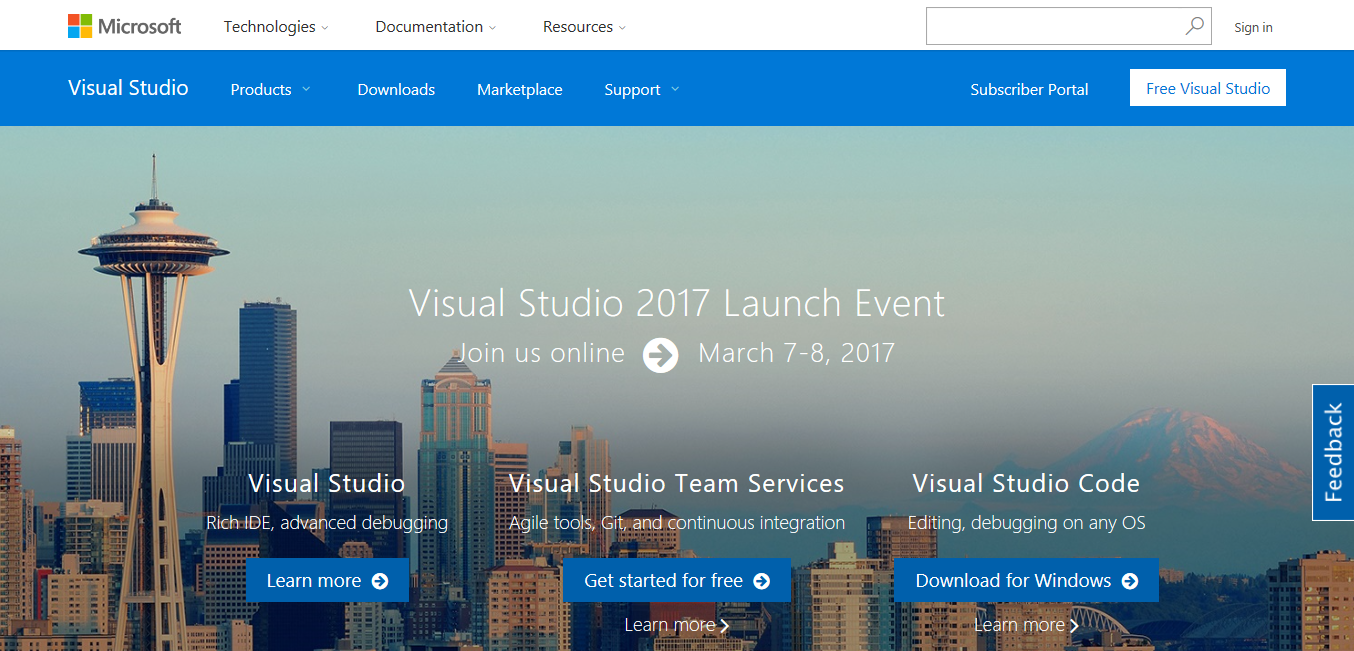 Microsoft Technologies Documentation Resources Sign in
Visual Studio Products Downloads Marketplace Support Subscriber Portal Free Visual Studio
Visual Studio 2017 Launch Event
Join us online March 7-8, 2017
Feedback
Visual Studio
Rich IDE, advanced debugging
Learn more
Visual Studio Team Services
Agile tools, Git, and continuous integration
Get started for free
Learn more
Visual Studio Code
Editing, debugging on any OS
Download for Windows
Learn more